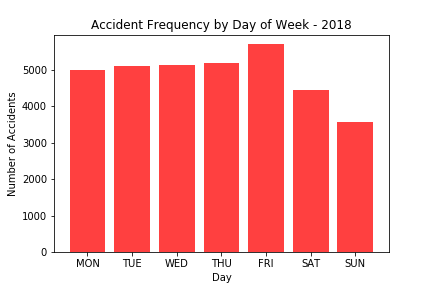 Accident Frequency by Day of Week - 2018
Number of Accidents
5000
4000
3000
2000
1000
0
MON TUE WED THU FRI SAT SUN
Day